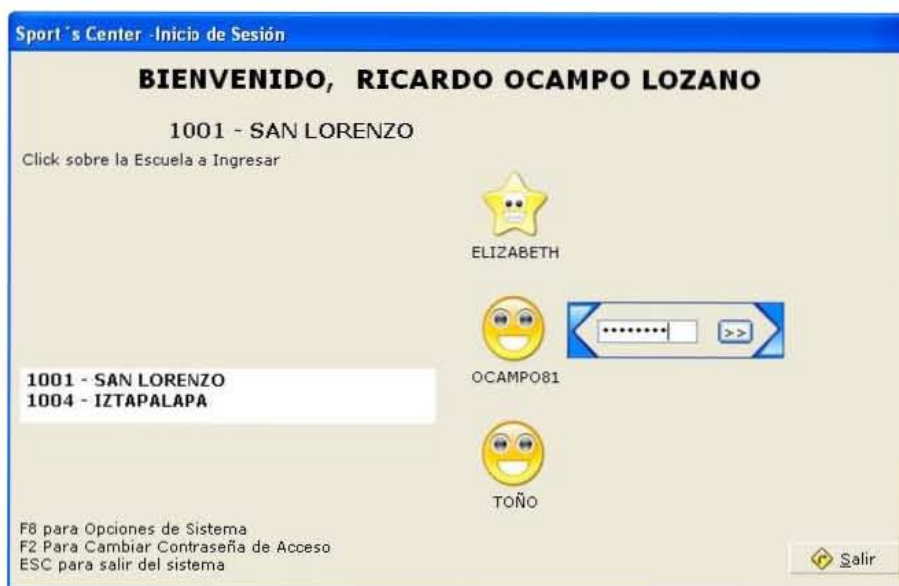 Sport´s Center -Inicio de Sesión
BIENVENIDO, RICARDO OCAMPO LOZANO
1001 - SAN LORENZO
Click sobre la Escuela a Ingresar
ELIZABETH
••••••••
>>
OCAMPO81
1001 - SAN LORENZO
1004 - IZTAPALAPA
TOÑO
F8 para Opciones de Sistema
F2 Para Cambiar Contraseña de Acceso
ESC para salir del sistema
Salir